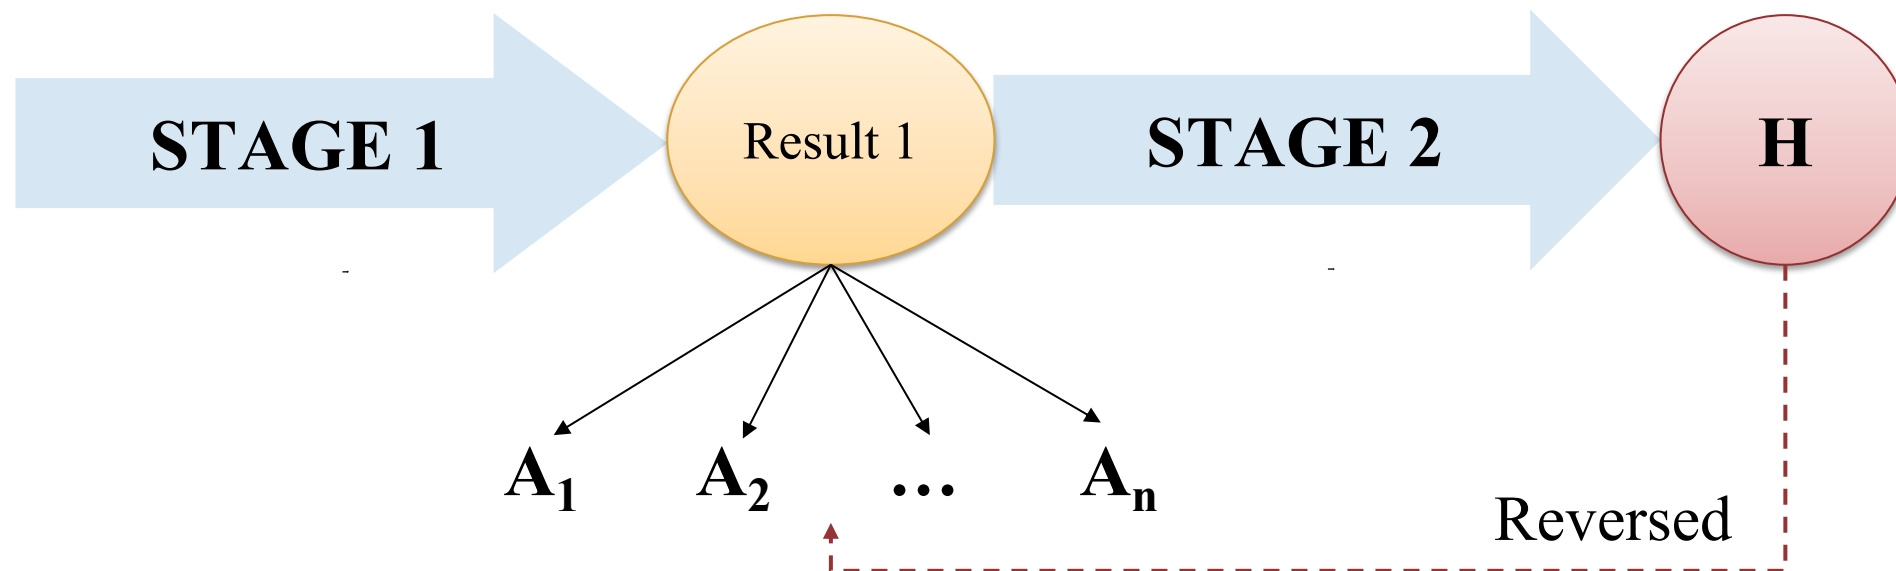 STAGE 1
Result 1
STAGE 2
H
A1 A2 ... An
Reversed